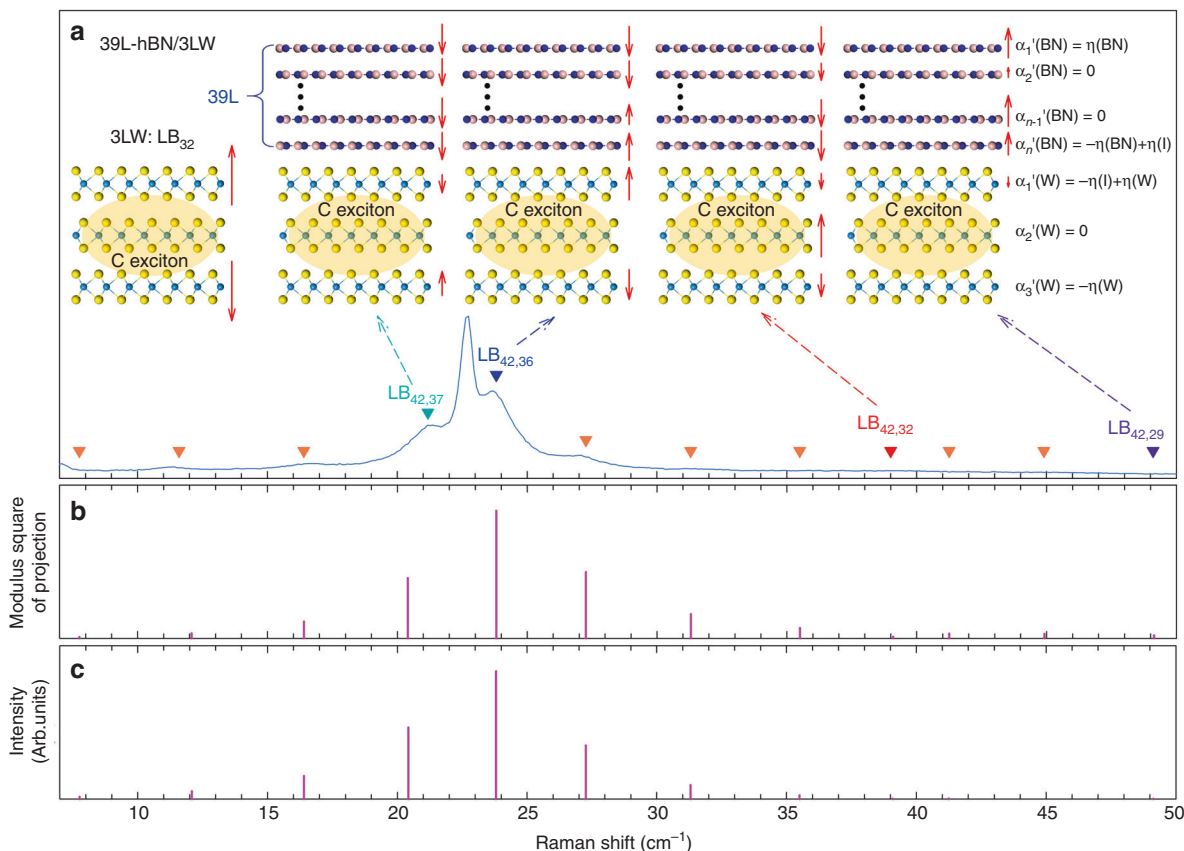 a
39L-hBN/3LW
39L
3LW: LB32
α1'(BN) = η(BN)
α2'(BN) = 0
αn-1'(BN) = 0
αn'(BN) = −η(BN)+η(I)
α1'(W) = −η(I)+η(W)
α2'(W) = 0
α3'(W) = −η(W)
C exciton
C exciton
C exciton
C exciton
C exciton
LB42,37
LB42,36
LB42,32
LB42,29
b
Modulus square
of projection
c
Intensity
(Arb.units)
10 15 20 25 30 35 40 45 50
Raman shift (cm−1)